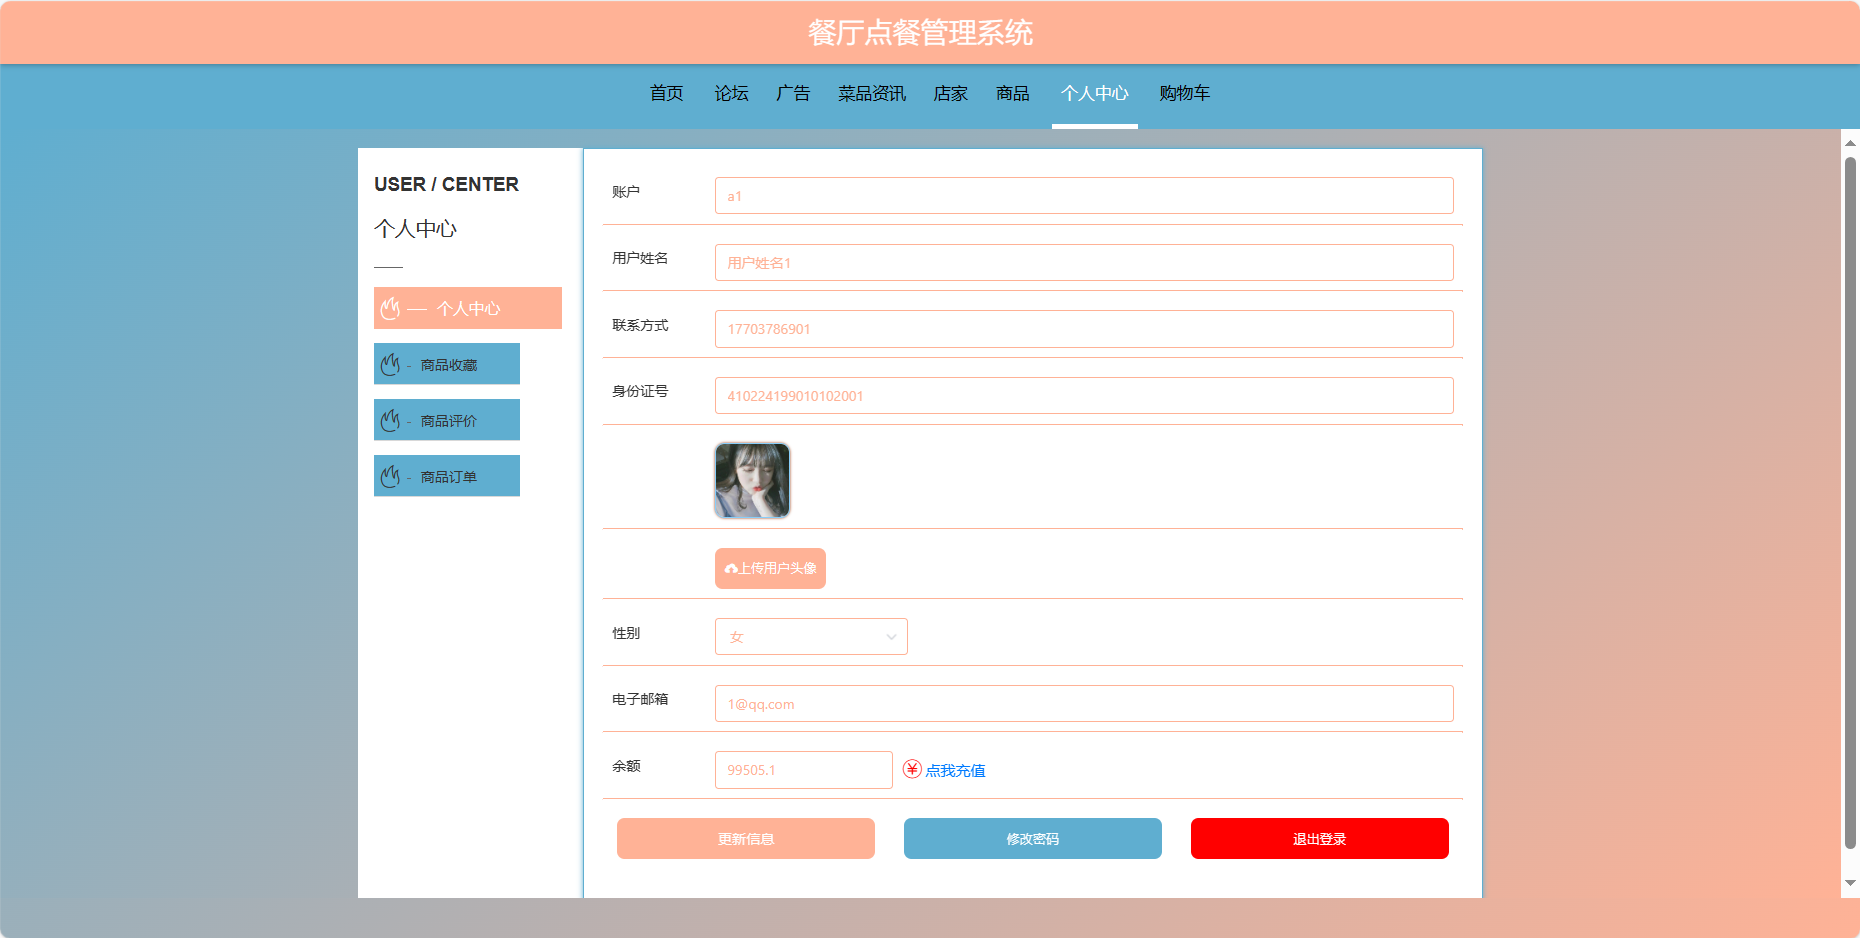 餐厅点餐管理系统
首页 论坛 广告 菜品资讯 店家 商品 个人中心 购物车
USER / CENTER
个人中心
个人中心
- 商品收藏
- 商品评价
- 商品订单
账户 a1
用户姓名 用户姓名1
联系方式 17703786901
身份证号 410224199010102001
上传用户头像
性别 女
电子邮箱 1@qq.com
余额 99505.1 点我充值
更新信息 修改密码 退出登录